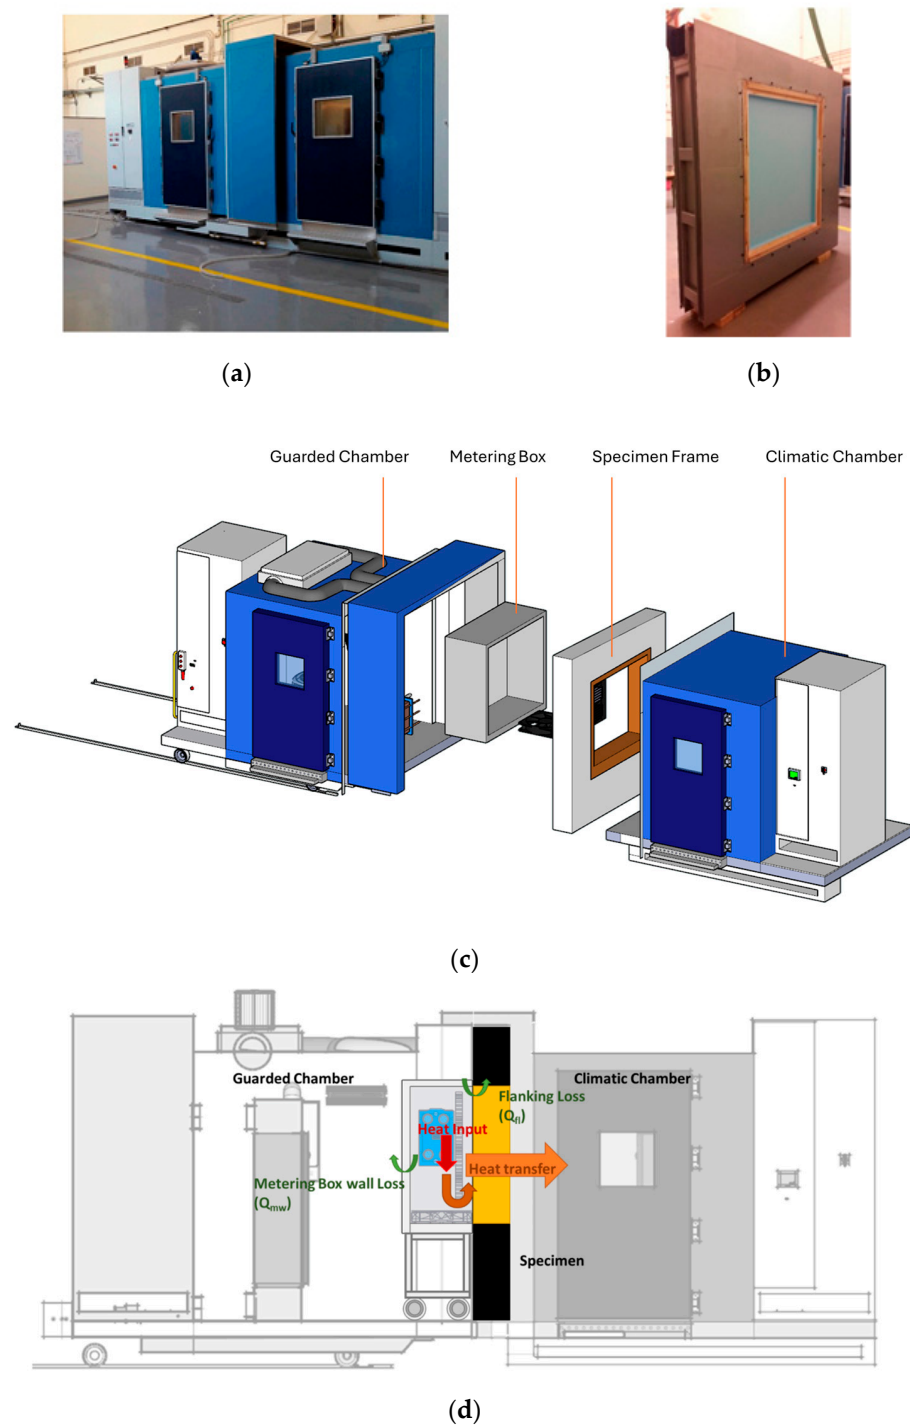 (a)
(b)
Guarded Chamber
Metering Box
Specimen Frame
Climatic Chamber
(c)
Guarded Chamber
Climatic Chamber
Flanking Loss
(Qfl)
Heat Input
Heat transfer
Metering Box wall Loss
(Qmw)
Specimen
(d)